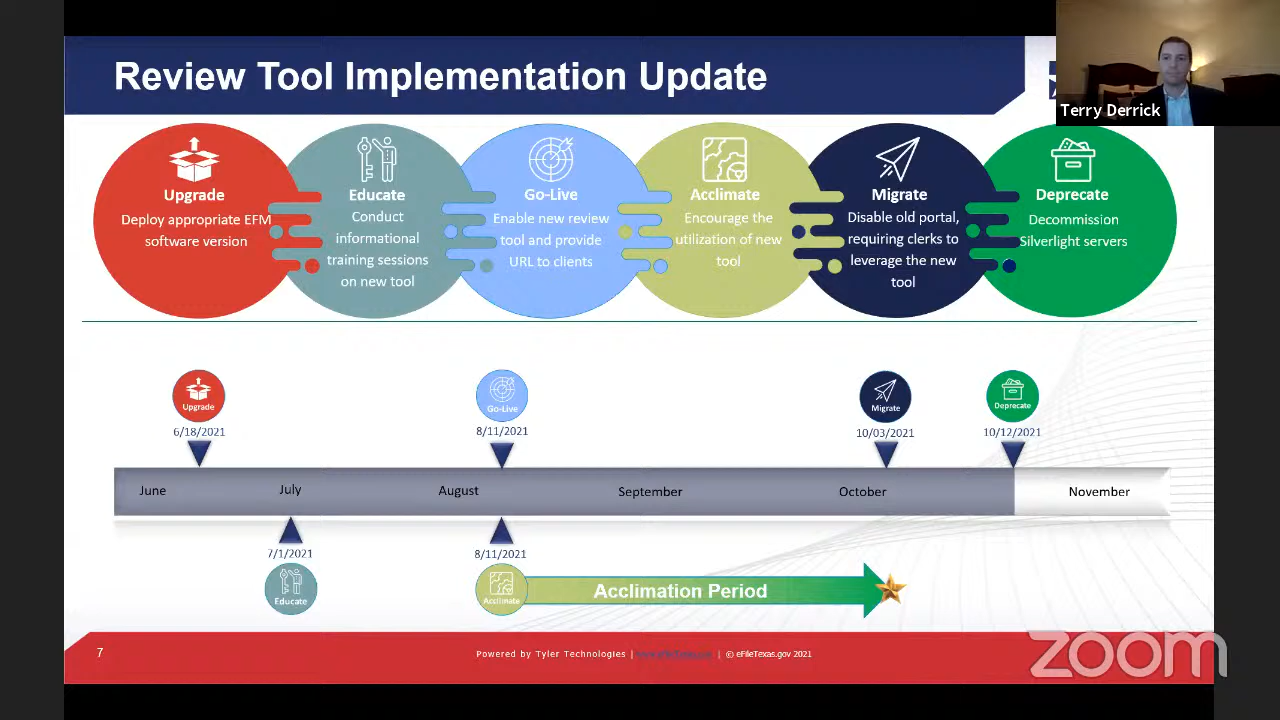 Review Tool Implementation Update
Terry Derrick
Upgrade
Deploy appropriate EFM
software version
Educate
Conduct
informational
training sessions
on new tool
Go-Live
Enable new review
tool and provide
URL to clients
Acclimate
Encourage the
utilization of new
tool
Migrate
Disable old portal,
requiring clerks to
leverage the new
tool
Deprecate
Decommission
Silverlight servers
Upgrade
6/18/2021
Go-Live
8/11/2021
Migrate
10/03/2021
Deprecate
10/12/2021
June
July
August
September
October
November
7/1/2021
Educate
8/11/2021
Acclimate
Acclimation Period
7
Powered by Tyler Technologies | | © eFileTexas.gov 2021
zoom